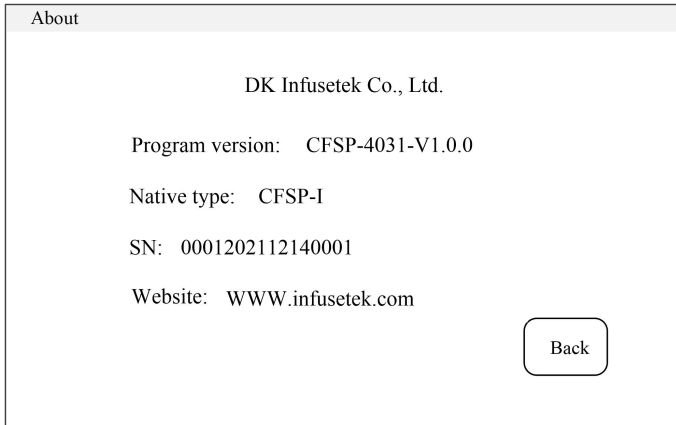 About
DK Infusetek Co., Ltd.
Program version: CFSP-4031-V1.0.0
Native type: CFSP-I
SN: 0001202112140001
Website: WWW.infusetek.com
Back